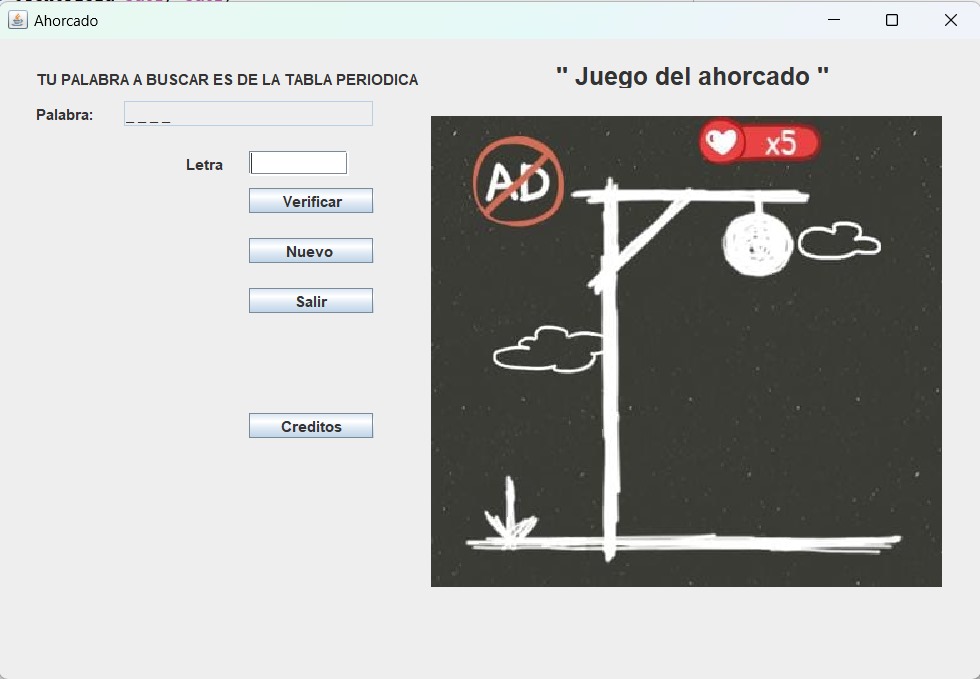 Ahorcado
TU PALABRA A BUSCAR ES DE LA TABLA PERIODICA
" Juego del ahorcado "
Palabra: _ _ _ _
Letra
Verificar
Nuevo
Salir
Creditos
AD
x5